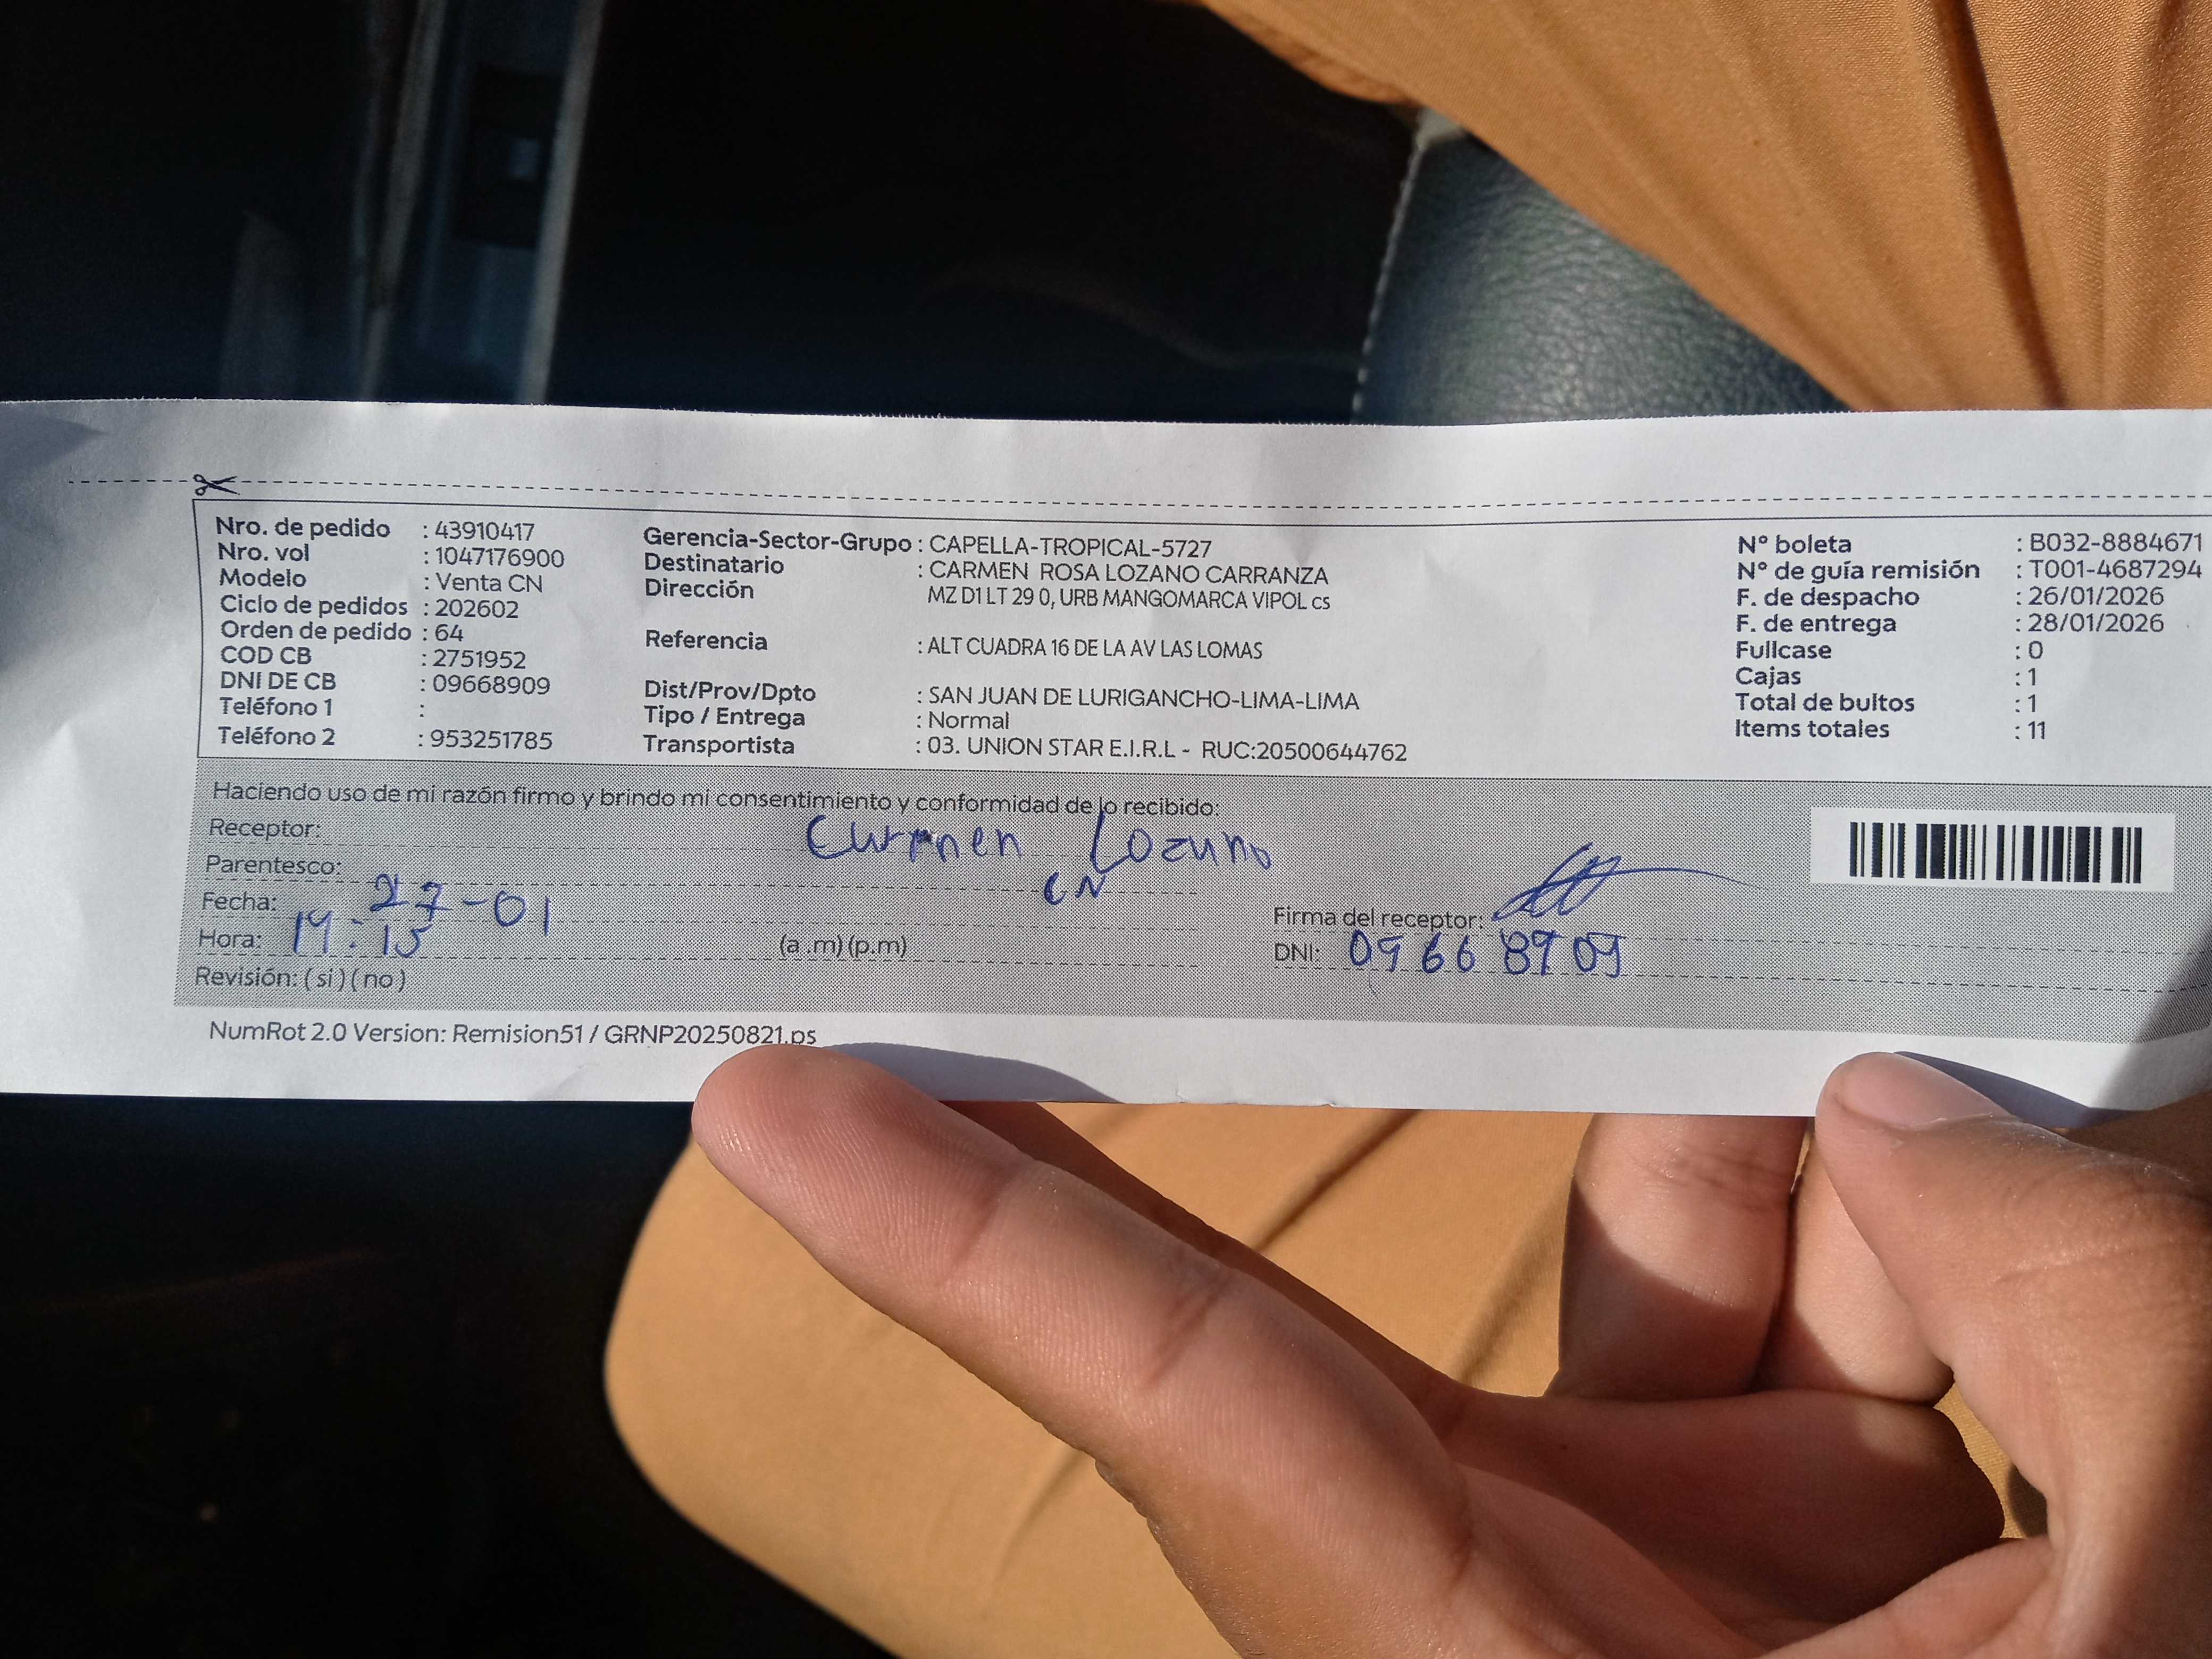 Nro. de pedido : 43910417
Nro. vol : 1047176900
Modelo : Venta CN
Ciclo de pedidos : 202602
Orden de pedido : 64
COD CB : 2751952
DNI DE CB : 09668909
Teléfono 1 :
Teléfono 2 : 953251785
Gerencia-Sector-Grupo : CAPELLA-TROPICAL-5727
Destinatario : CARMEN ROSA LOZANO CARRANZA
Dirección MZ D1 LT 29 0, URB MANGOMARCA VIPOL cs
Referencia : ALT CUADRA 16 DE LA AV LAS LOMAS
Dist/Prov/Dpto : SAN JUAN DE LURIGANCHO-LIMA-LIMA
Tipo / Entrega : Normal
Transportista : 03. UNION STAR E.I.R.L - RUC:20500644762
N° boleta : B032-8884671
N° de guía remisión : T001-4687294
F. de despacho : 26/01/2026
F. de entrega : 28/01/2026
Fullcase : 0
Cajas : 1
Total de bultos : 1
Items totales : 11
Haciendo uso de mi razón firmo y brindo mi consentimiento y conformidad de lo recibido:
Receptor: Carmen Lozano
Parentesco: CN
Fecha: 27-01
Hora: 14:15 (a.m) (p.m)
Revisión: ( si ) ( no )
Firma del receptor:
DNI: 09668909
NumRot 2.0 Version: Remision51 / GRNP20250821.ps